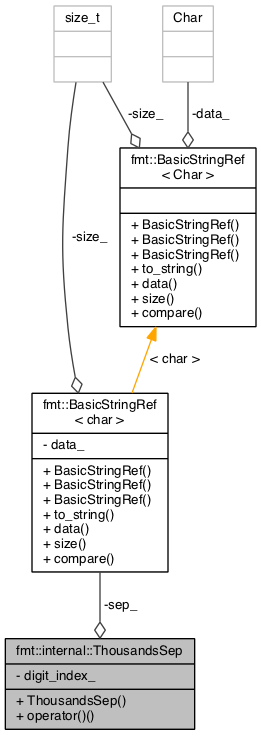 size_t
Char
-size_
-data_
fmt::BasicStringRef
< Char >
+ BasicStringRef()
+ BasicStringRef()
+ BasicStringRef()
+ to_string()
+ data()
+ size()
+ compare()
-size_
< char >
fmt::BasicStringRef
< char >
- data_
+ BasicStringRef()
+ BasicStringRef()
+ BasicStringRef()
+ to_string()
+ data()
+ size()
+ compare()
-sep_
fmt::internal::ThousandsSep
- digit_index_
+ ThousandsSep()
+ operator()()